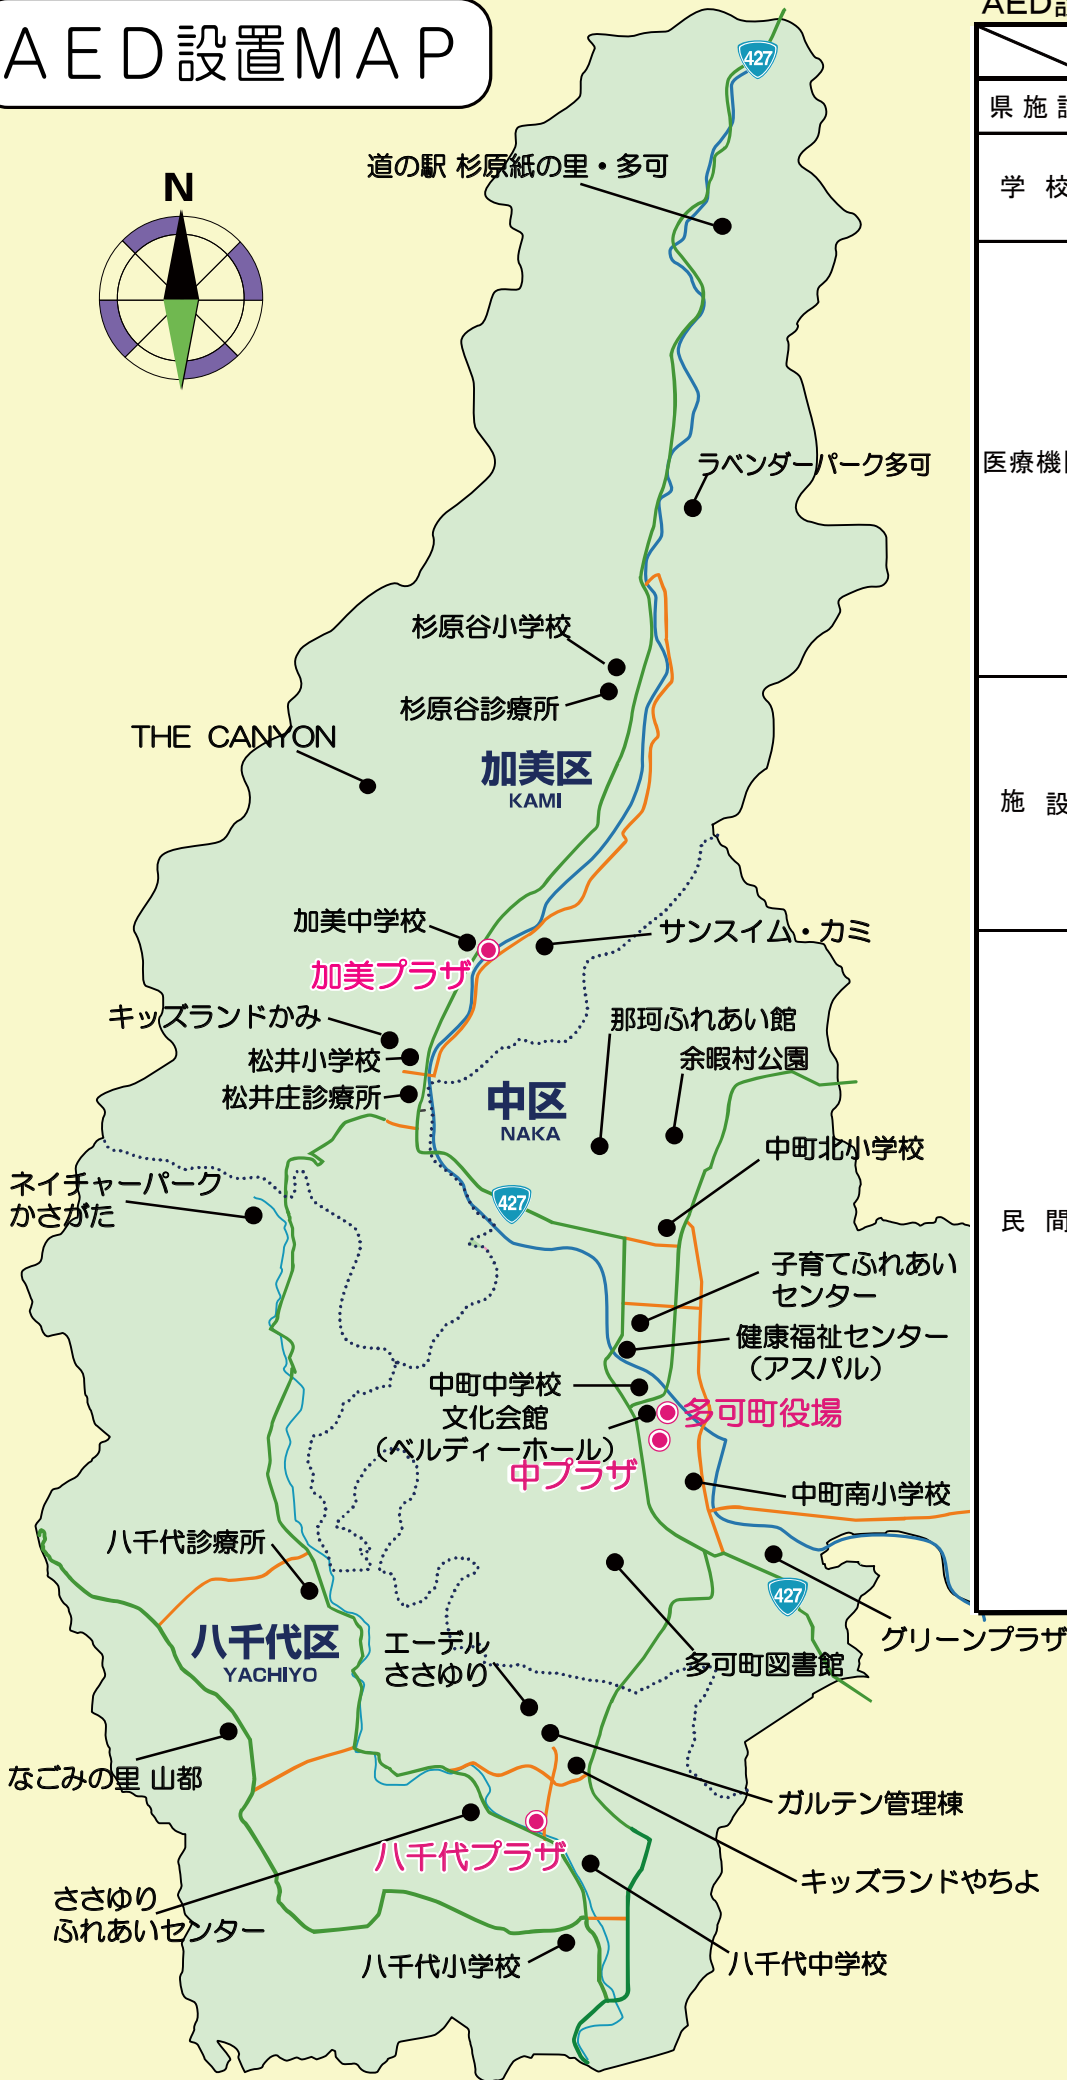 AED設置MAP
N
427
道の駅 杉原紙の里・多可
ラベンダーパーク多可
杉原谷小学校
杉原谷診療所
THE CANYON
加美区
KAMI
加美中学校
サンスイム・カミ
加美プラザ
キッズランドかみ
那珂ふれあい館
松井小学校
余暇村公園
松井庄診療所
中区
NAKA
中町北小学校
ネイチャーパーク
かさがた
427
子育てふれあい
センター
健康福祉センター
（アスパル）
中町中学校
文化会館
（ベルディーホール）
多可町役場
中プラザ
中町南小学校
八千代診療所
427
グリーンプラザ
八千代区
YACHIYO
エーデル
ささゆり
多可町図書館
なごみの里 山都
ガルテン管理棟
八千代プラザ
キッズランドやちよ
ささゆり
ふれあいセンター
八千代小学校
八千代中学校
AED設
県施設
学校
医療機関
施設
民間